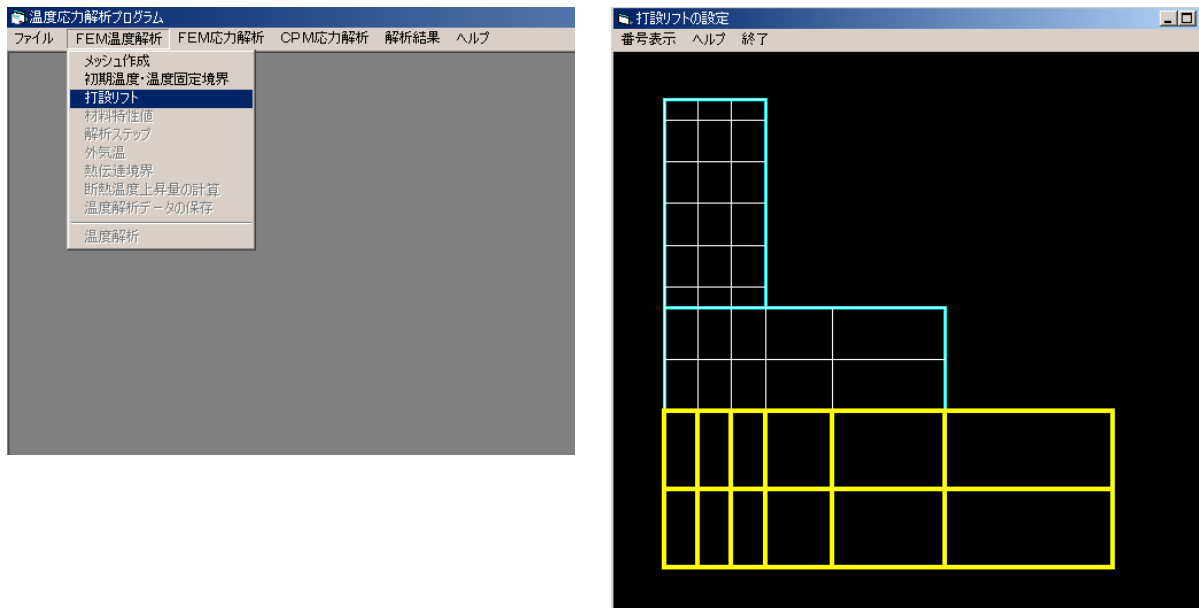 温度応力解析プログラム
ファイル FEM温度解析 FEM応力解析 CPM応力解析 解析結果 ヘルプ
メッシュ作成
初期温度・温度固定境界
打設リフト
材料特性値
解析ステップ
外気温
熱伝達境界
断熱温度上昇量の計算
温度解析データの保存
温度解析
打設リフトの設定
番号表示 ヘルプ 終了